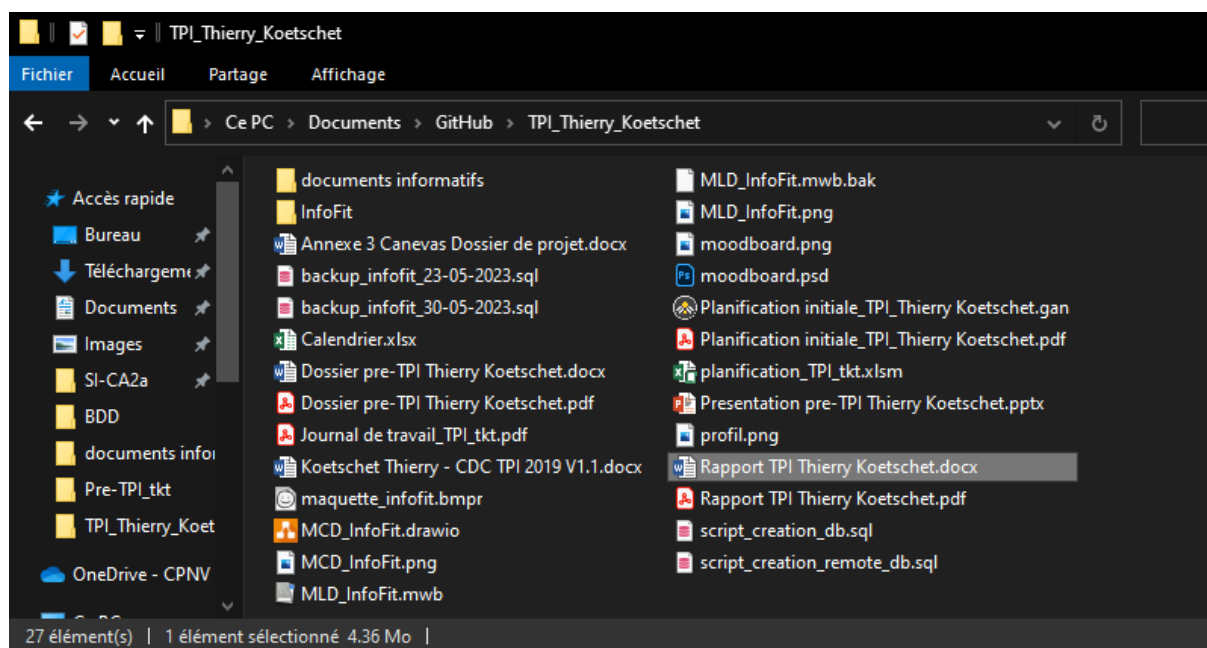 TPI_Thierry_Koetschet
Fichier Accueil Partage Affichage
Ce PC > Documents > GitHub > TPI_Thierry_Koetschet
Accès rapide
Bureau
Téléchargeme
Documents
Images
SI-CA2a
BDD
documents infor
Pre-TPI_tkt
TPI_Thierry_Koet
OneDrive - CPNV
documents informatifs
InfoFit
Annexe 3 Canevas Dossier de projet.docx
backup_infofit_23-05-2023.sql
backup_infofit_30-05-2023.sql
Calendrier.xlsx
Dossier pre-TPI Thierry Koetschet.docx
Dossier pre-TPI Thierry Koetschet.pdf
Journal de travail_TPI_tkt.pdf
Koetschet Thierry - CDC TPI 2019 V1.1.docx
maquette_infofit.bmpr
MCD_InfoFit.drawio
MCD_InfoFit.png
MLD_InfoFit.mwb
MLD_InfoFit.mwb.bak
MLD_InfoFit.png
moodboard.png
moodboard.psd
Planification initiale_TPI_Thierry Koetschet.gan
Planification initiale_TPI_Thierry Koetschet.pdf
planification_TPI_tkt.xlsm
Presentation pre-TPI Thierry Koetschet.pptx
profil.png
Rapport TPI Thierry Koetschet.docx
Rapport TPI Thierry Koetschet.pdf
script_creation_db.sql
script_creation_remote_db.sql
27 élément(s) | 1 élément sélectionné 4.36 Mo |